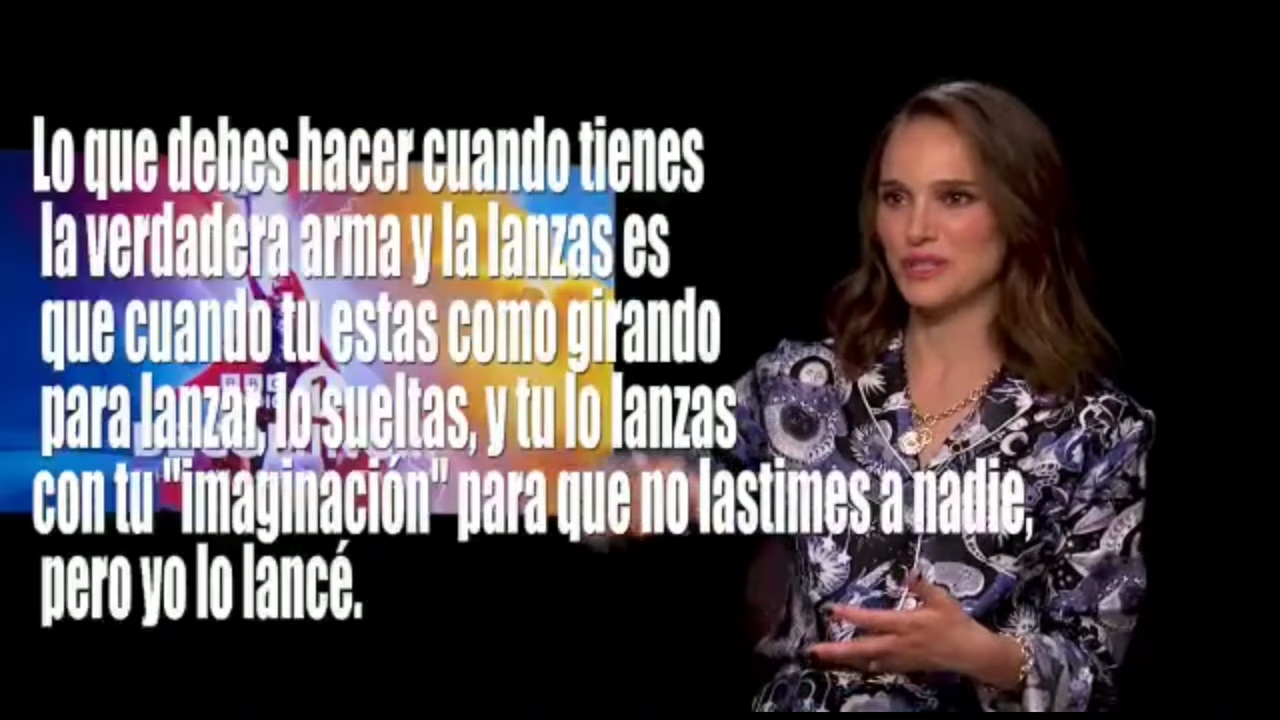 Lo que debes hacer cuando tienes
la verdadera arma y la lanzas es
que cuando tu estas como girando
para lanzar, lo sueltas, y tu lo lanzas
con tu "imaginación" para que no lastimes a nadie,
pero yo lo lancé.
BBC